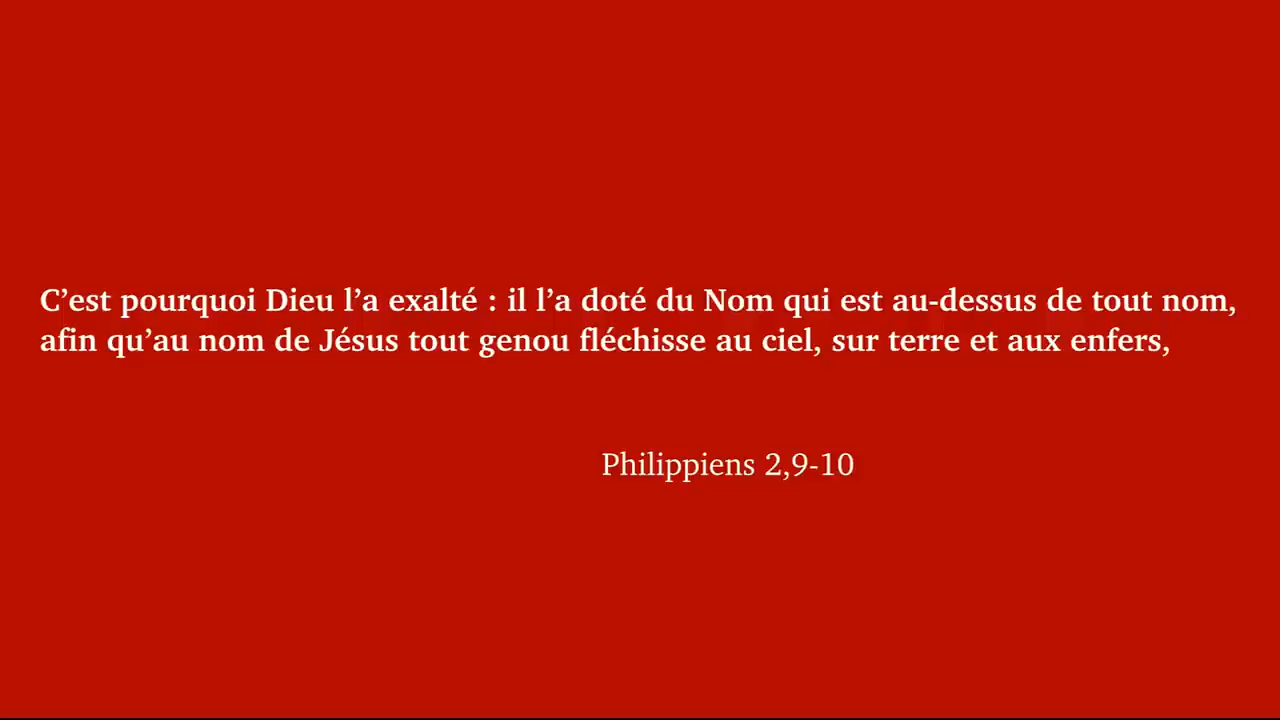 C’est pourquoi Dieu l’a exalté : il l’a doté du Nom qui est au-dessus de tout nom,
afin qu’au nom de Jésus tout genou fléchisse au ciel, sur terre et aux enfers,
Philippiens 2,9-10